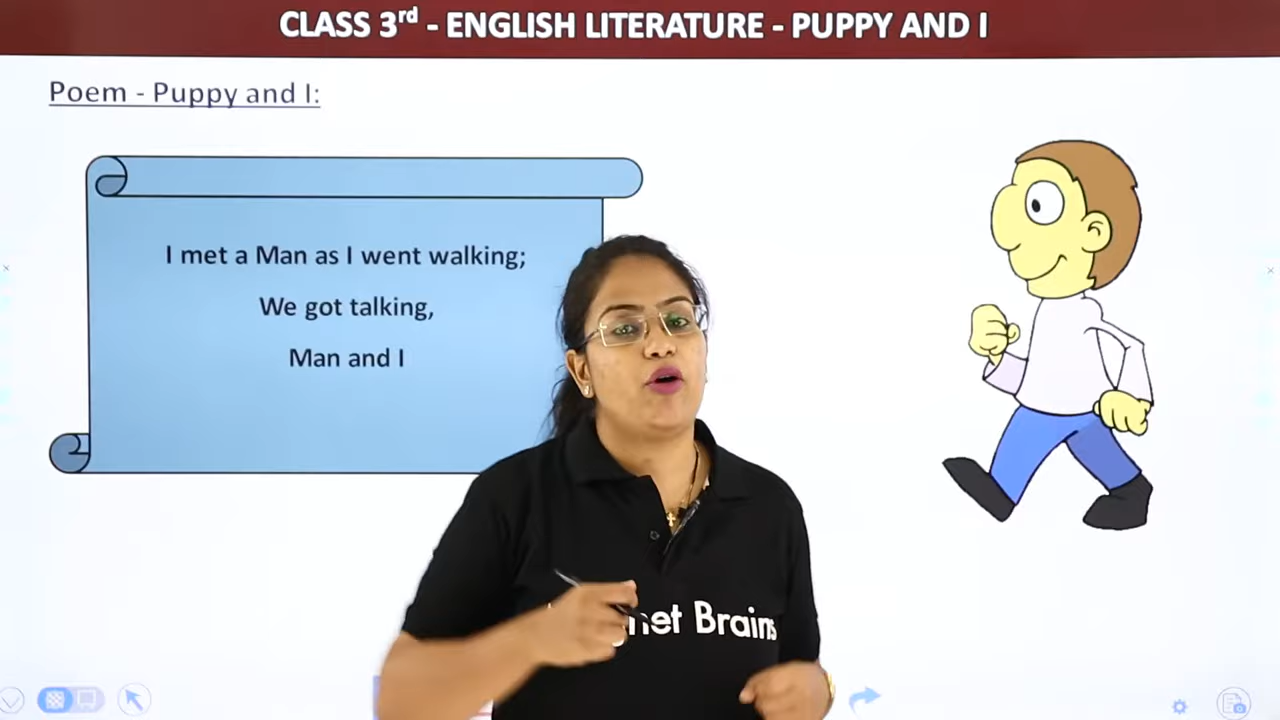 CLASS 3rd - ENGLISH LITERATURE - PUPPY AND I
Poem - Puppy and I:
I met a Man as I went walking;
We got talking,
Man and I
Brains